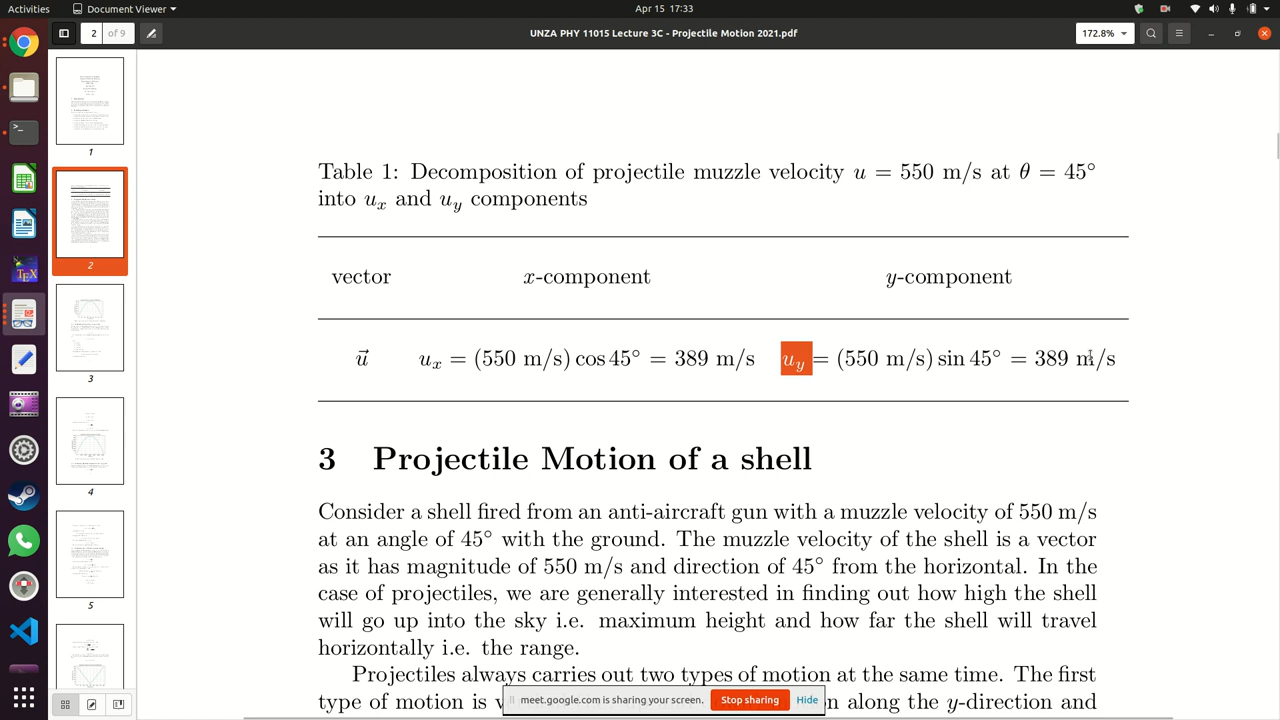 Activities
Document Viewer
Apr 15 17:33
2 of 9
UNZA PHY 11015 Lecture 3C - Projectile Motion 2021.pdf
172.8%
1
2
3
4
5
TEX
Table 1: Decomposition of projectile muzzle velocity u = 550 m/s at θ = 45°
into uₓ and u_y components
vector x-component y-component
u⃗ uₓ = (550 m/s) cos 45° = 389 m/s u_y = (550 m/s) sin 45° = 389 m/s
3 Projectile Motion of a shell
Consider a shell fired from an anti-aircraft gun with a muzzle velocity of 550 m/s
at an angle of 45° with the ground. The muzzle velocity of the shell is a vector
as it has magnitude of 550 m/s and direction of 45° from the horizontal. In the
case of projectiles, we are generally interested in finding out how high the shell
will go up into the sky i.e. maximum height and how far the shell will travel
horizontally i.e. the range.
Projectiles always carries out two types of motion at the same time. The first
type of motion is along the y-direction and
meet.google.com is sharing your screen. Stop sharing Hide